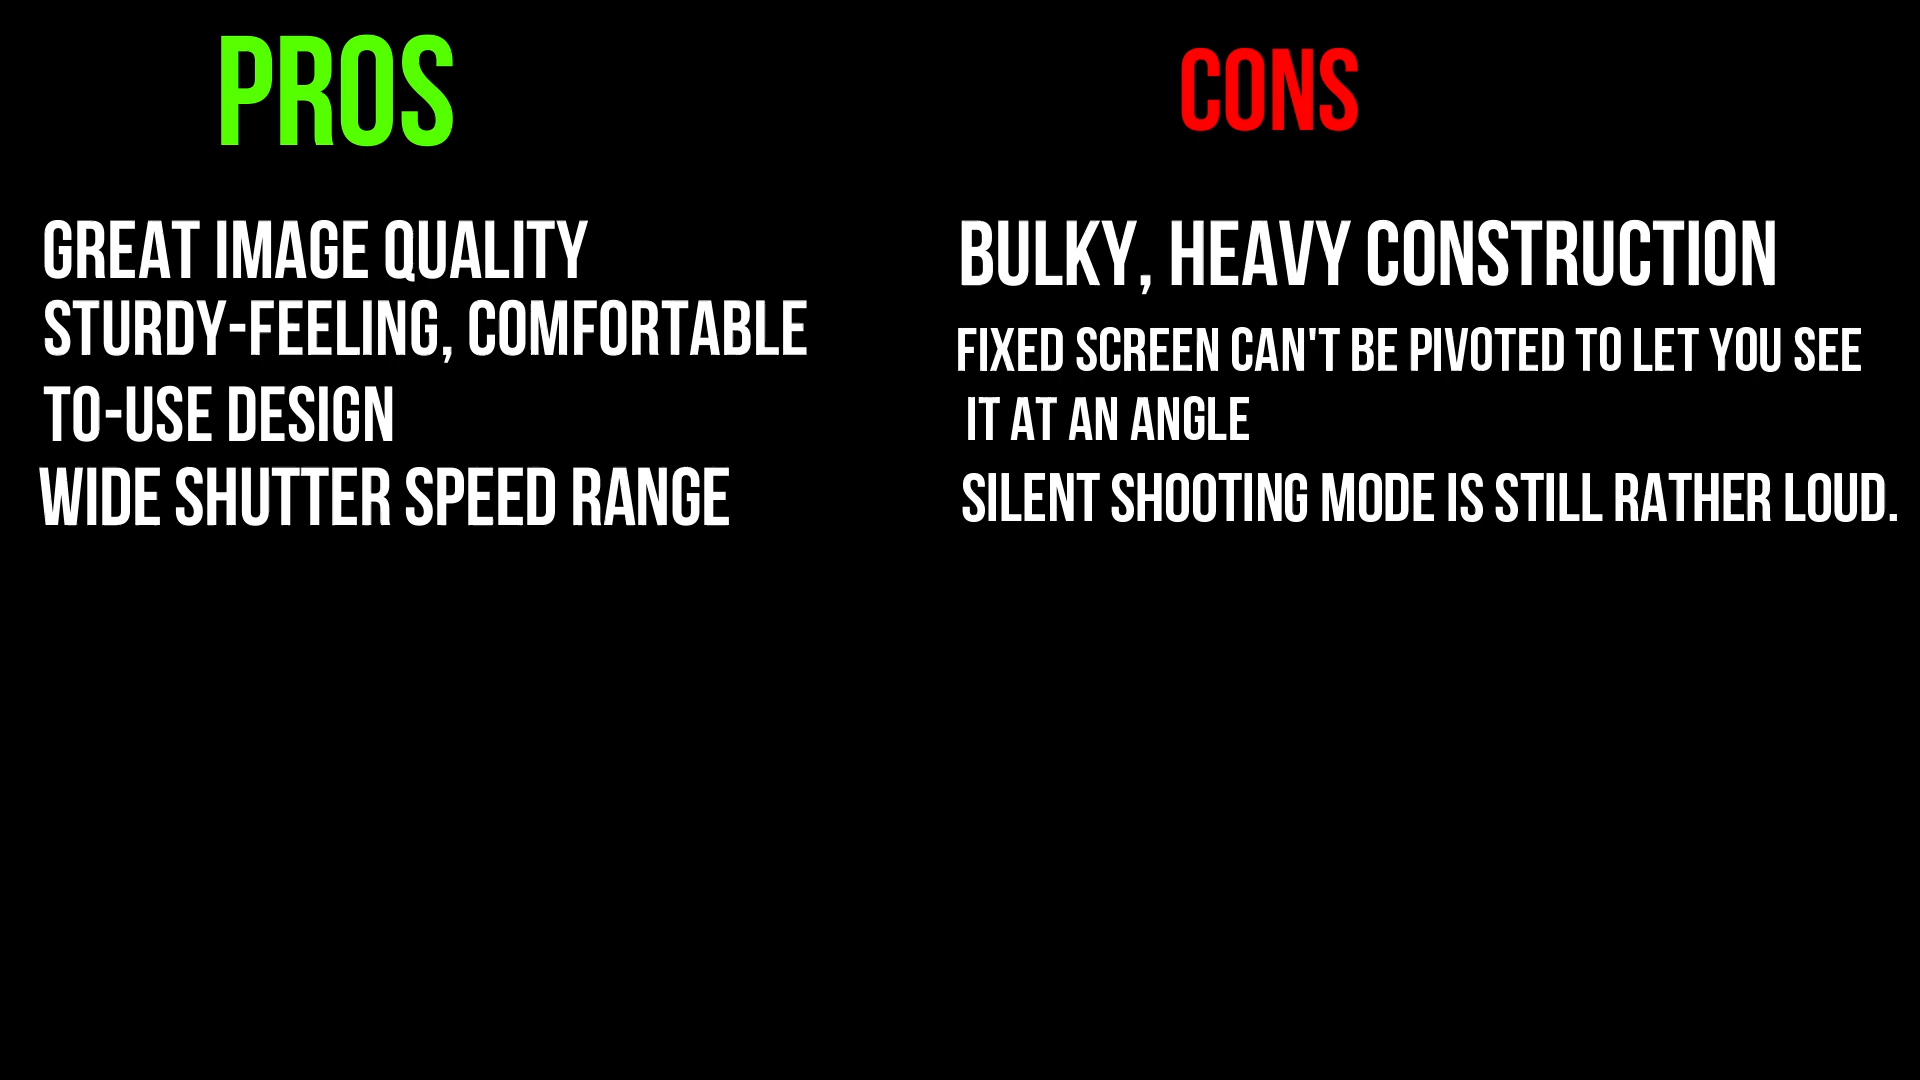 PROS
GREAT IMAGE QUALITY
STURDY-FEELING, COMFORTABLE
TO-USE DESIGN
WIDE SHUTTER SPEED RANGE
CONS
BULKY, HEAVY CONSTRUCTION
FIXED SCREEN CAN'T BE PIVOTED TO LET YOU SEE
IT AT AN ANGLE
SILENT SHOOTING MODE IS STILL RATHER LOUD.